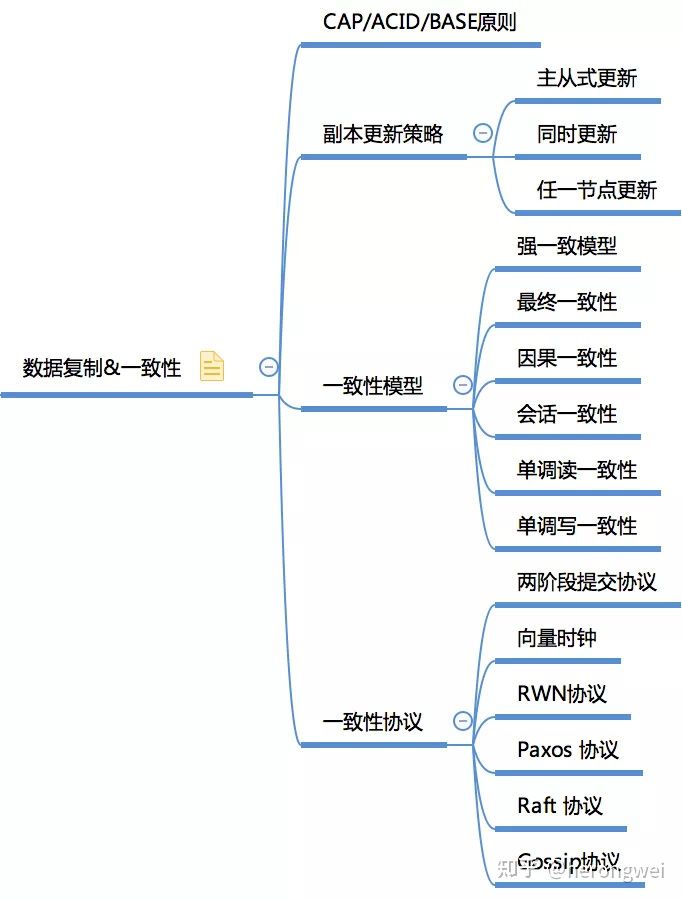 CAP/ACID/BASE原则
主从式更新
副本更新策略
同时更新
任一节点更新
强一致模型
最终一致性
数据复制&一致性
因果一致性
一致性模型
会话一致性
单调读一致性
单调写一致性
两阶段提交协议
向量时钟
RWN协议
一致性协议
Paxos 协议
Raft 协议
Gossip协议
知乎 @herongwei